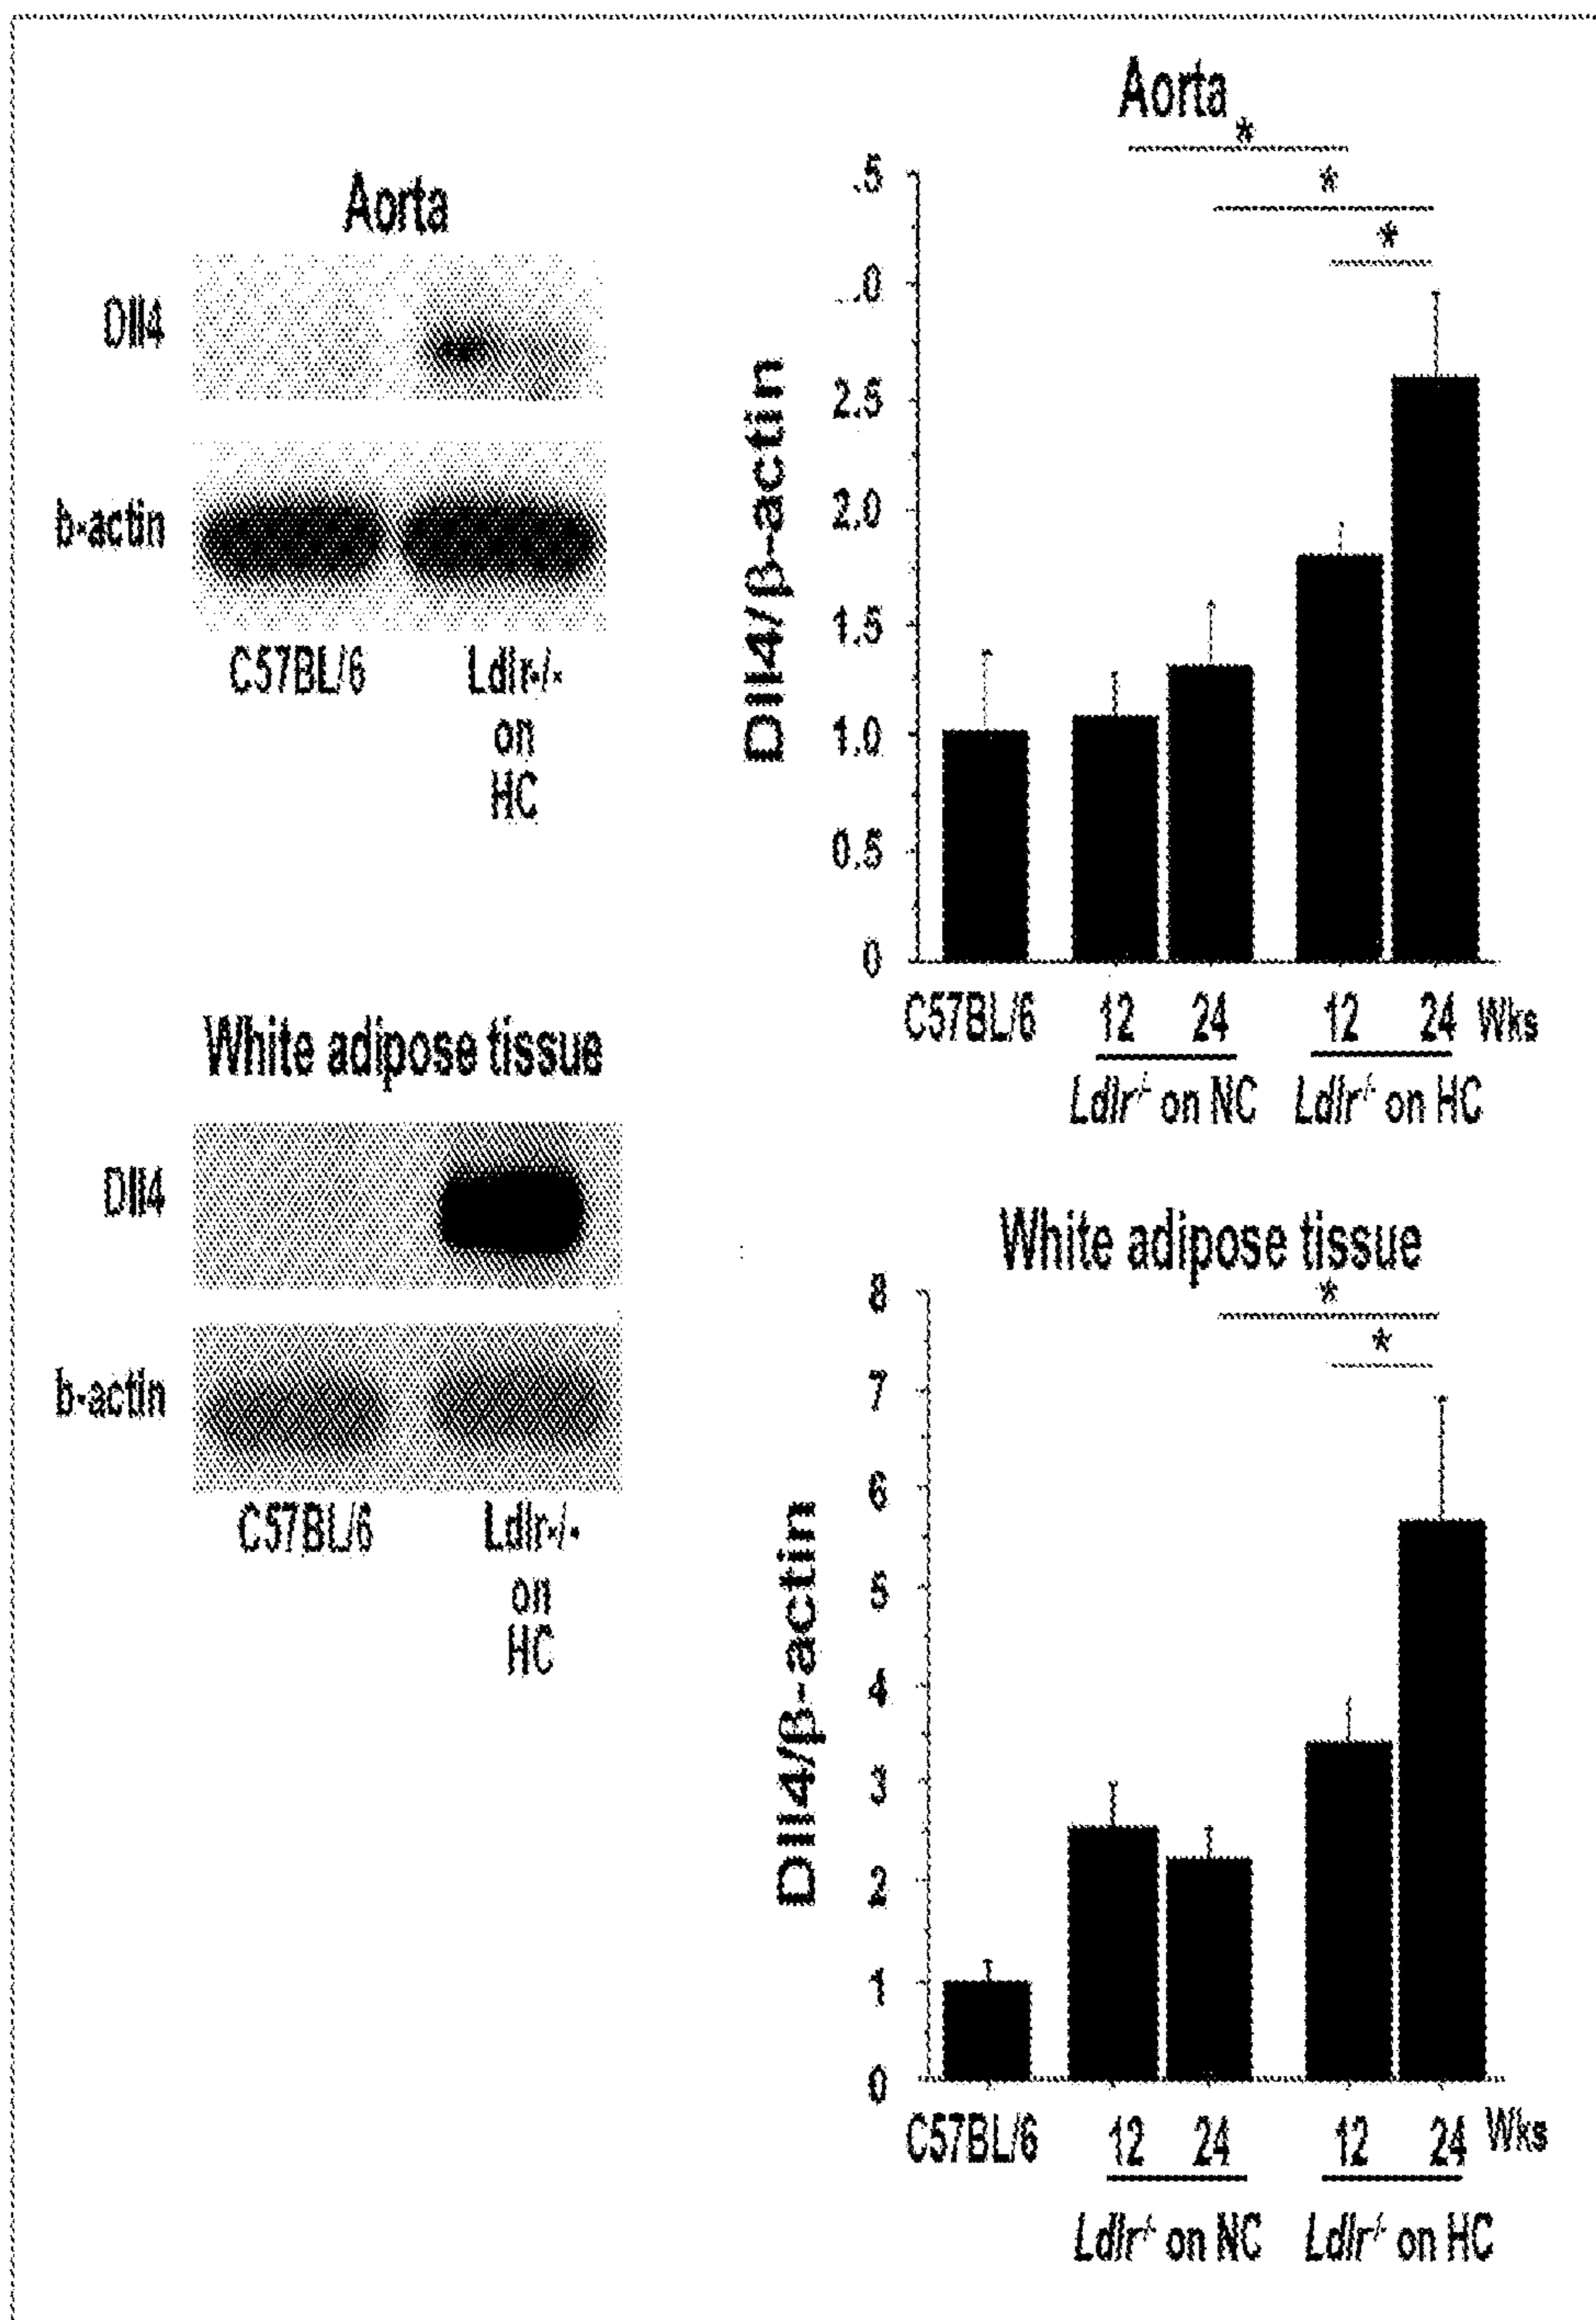 Aorta
Dll4
b-actin
C57BL/6 Ldlr-/-
on
HC
Aorta
*
*
*
.5
.0
2.5
2.0
1.5
1.0
0.5
0
Dll4/β-actin
C57BL/6 12 24 12 24 Wks
Ldlr-/- on NC Ldlr-/- on HC
White adipose tissue
Dll4
b-actin
C57BL/6 Ldlr-/-
on
HC
White adipose tissue
*
*
8
7
6
5
4
3
2
1
0
Dll4/β-actin
C57BL/6 12 24 12 24 Wks
Ldlr-/- on NC Ldlr-/- on HC